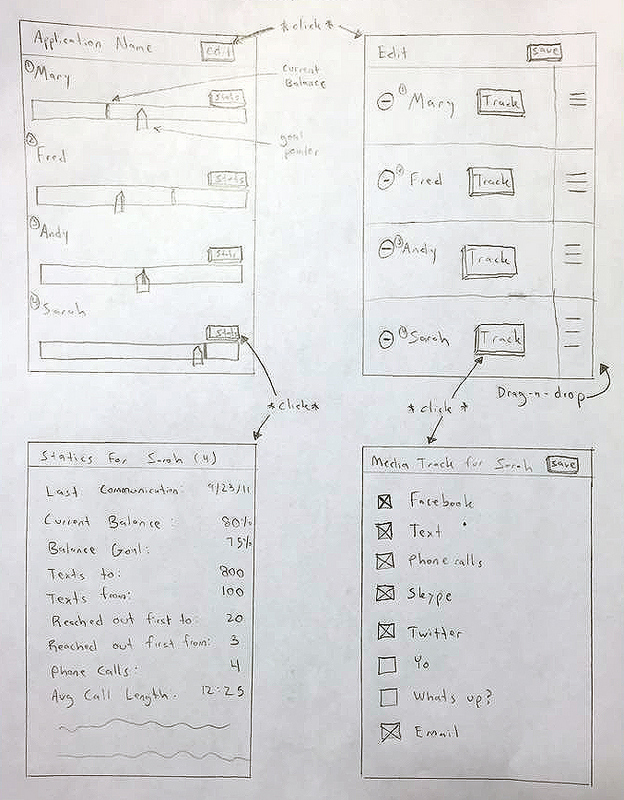 Application Name
Edit
① Mary
Stats
② Fred
Stats
③ Andy
Stats
④ Sarah
Stats
*click*
current
Balance
goal
pointer
Edit
save
① Mary
Track
② Fred
Track
③ Andy
Track
④ Sarah
Track
Drag-n-drop
*click*
*click*
Statics For Sarah (4)
Last Communication: 9/23/11
Current Balance: 80%
Balance Goal: 75%
Texts to: 800
Texts from: 100
Reached out first to: 20
Reached out first from: 3
Phone Calls: 4
Avg Call Length: 12:25
Media Track for Sarah
save
Facebook
Text
Phone calls
Skype
Twitter
Yo
Whats up?
Email